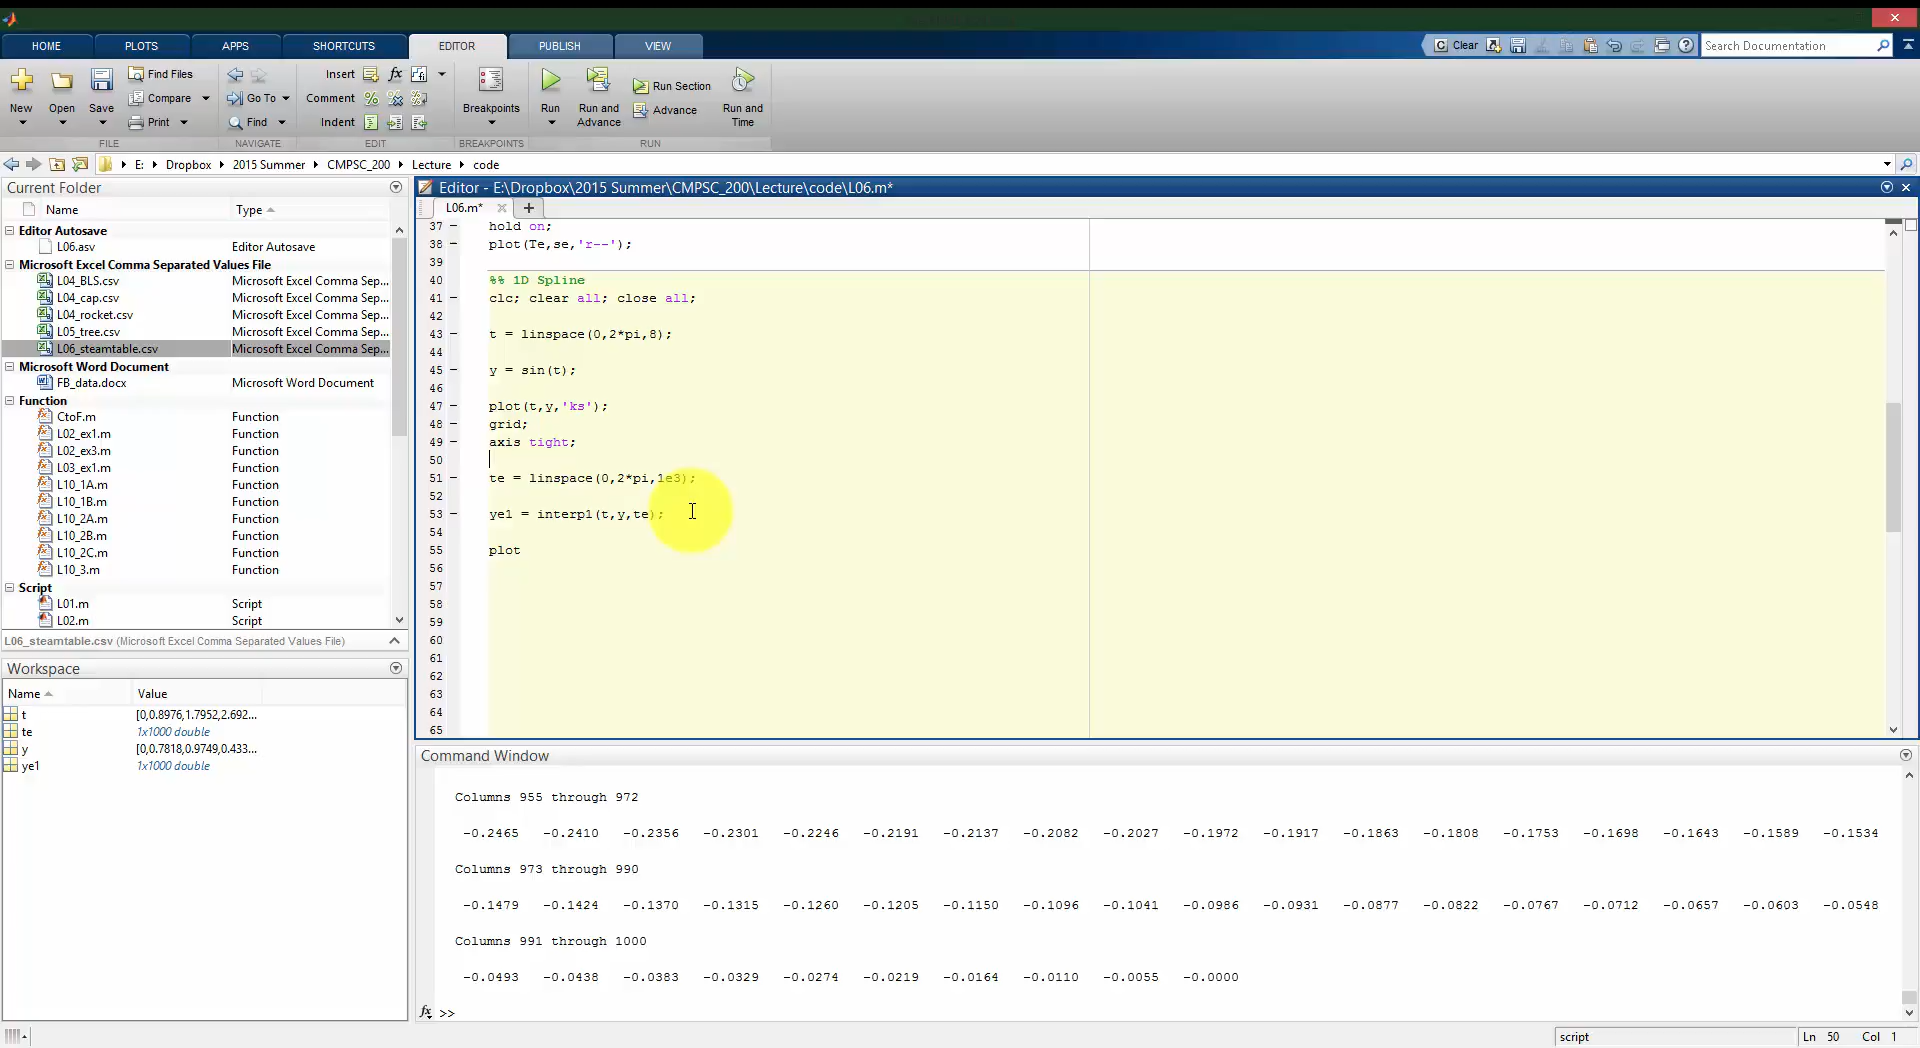 HOME PLOTS APPS SHORTCUTS EDITOR PUBLISH VIEW Clear Search Documentation
Find Files Insert fx Run Section
Compare Go To Comment
New Open Save Breakpoints Run Run and Advance Advance Run and Time
Print Find Indent
FILE NAVIGATE EDIT BREAKPOINTS RUN
E: Dropbox 2015 Summer CMPSC_200 Lecture code
Current Folder
Name Type
Editor Autosave
L06.asv Editor Autosave
Microsoft Excel Comma Separated Values File
L04_BLS.csv Microsoft Excel Comma Sep...
L04_cap.csv Microsoft Excel Comma Sep...
L04_rocket.csv Microsoft Excel Comma Sep...
L05_tree.csv Microsoft Excel Comma Sep...
L06_steamtable.csv Microsoft Excel Comma Sep...
Microsoft Word Document
FB_data.docx Microsoft Word Document
Function
CtoF.m Function
L02_ex1.m Function
L02_ex3.m Function
L03_ex1.m Function
L10_1A.m Function
L10_1B.m Function
L10_2A.m Function
L10_2B.m Function
L10_2C.m Function
L10_3.m Function
Script
L01.m Script
L02.m Script
L06_steamtable.csv (Microsoft Excel Comma Separated Values File)
Workspace
Name Value
t [0,0.8976,1.7952,2.692...
te 1x1000 double
y [0,0.7818,0.9749,0.433...
ye1 1x1000 double
Editor - E:\Dropbox\2015 Summer\CMPSC_200\Lecture\code\L06.m*
L06.m*
37 – hold on;
38 – plot(Te,se,'r--');
39
40 %% 1D Spline
41 – clc; clear all; close all;
42
43 – t = linspace(0,2*pi,8);
44
45 – y = sin(t);
46
47 – plot(t,y,'ks');
48 – grid;
49 – axis tight;
50
51 – te = linspace(0,2*pi,1e3);
52
53 – ye1 = interp1(t,y,te);
54
55 plot
56
57
58
59
60
61
62
63
64
65
Command Window
Columns 955 through 972
-0.2465 -0.2410 -0.2356 -0.2301 -0.2246 -0.2191 -0.2137 -0.2082 -0.2027 -0.1972 -0.1917 -0.1863 -0.1808 -0.1753 -0.1698 -0.1643 -0.1589 -0.1534
Columns 973 through 990
-0.1479 -0.1424 -0.1370 -0.1315 -0.1260 -0.1205 -0.1150 -0.1096 -0.1041 -0.0986 -0.0931 -0.0877 -0.0822 -0.0767 -0.0712 -0.0657 -0.0603 -0.0548
Columns 991 through 1000
-0.0493 -0.0438 -0.0383 -0.0329 -0.0274 -0.0219 -0.0164 -0.0110 -0.0055 -0.0000
fx >>
script Ln 50 Col 1